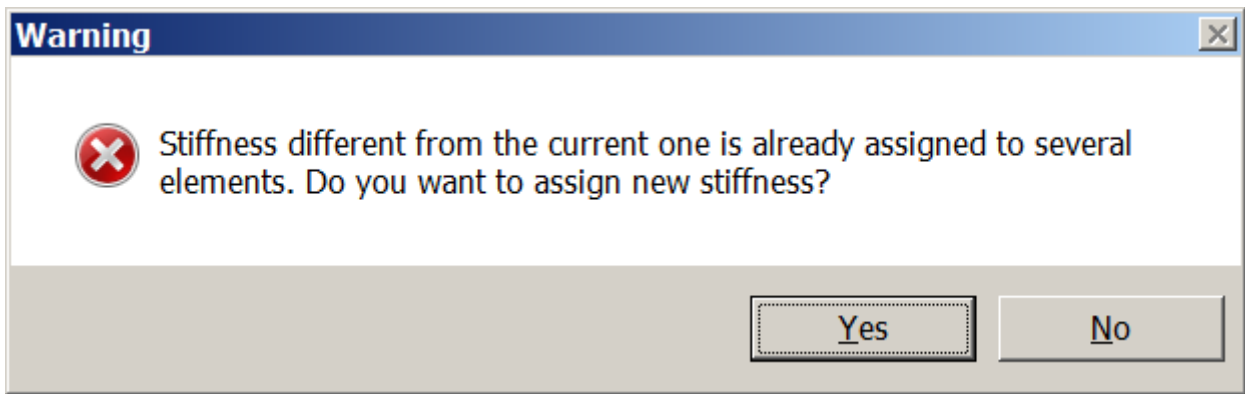 Warning
Stiffness different from the current one is already assigned to several
elements. Do you want to assign new stiffness?
Yes No